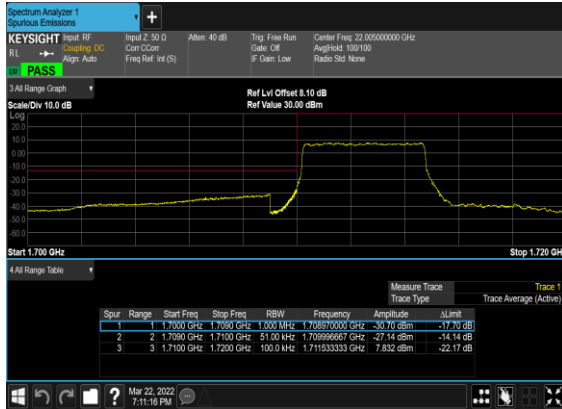 Spectrum Analyzer 1
Spurious Emissions
KEYSIGHT Input: RF Input Z: 50 Ω Atten: 40 dB Trig: Free Run Center Freq: 22.005000000 GHz
RL Coupling: DC Corr CCorr Gate: Off Avg|Hold: 100/100
Align: Auto Freq Ref: Int (S) IF Gain: Low Radio Std: None
PASS
3 All Range Graph Ref Lvl Offset 8.10 dB
Scale/Div 10.0 dB Ref Value 30.00 dBm
Log
20.0
10.0
0.00
-10.0
-20.0
-30.0
-40.0
-50.0
-60.0
Start 1.700 GHz Stop 1.720 GH
4 All Range Table
Measure Trace Trace 1
Trace Type Trace Average (Active)
Spur Range Start Freq Stop Freq RBW Frequency Amplitude ΔLimit
1 1 1.7000 GHz 1.7090 GHz 1.000 MHz 1.708970000 GHz -30.70 dBm -17.70 dB
2 2 1.7090 GHz 1.7100 GHz 51.00 kHz 1.709996667 GHz -27.14 dBm -14.14 dB
3 3 1.7100 GHz 1.7200 GHz 100.0 kHz 1.711533333 GHz 7.832 dBm -22.17 dB
Mar 22, 2022
7:11:16 PM